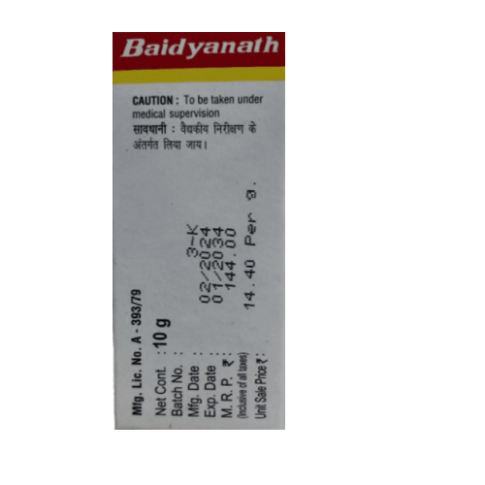 Baidyanath
CAUTION : To be taken under
medical supervision
सावधानी : वैद्यकीय निरीक्षण के
अंतर्गत लिया जाय।
Mfg. Lic. No. A - 393/79
Net Cont. : 10 g
Batch No. : 3-K
Mfg. Date : 02/2024
Exp. Date : 01/2034
M. R. P. ₹ : 144.00
(Inclusive of all taxes)
Unit Sale Price ₹ : 14.40 Per g.